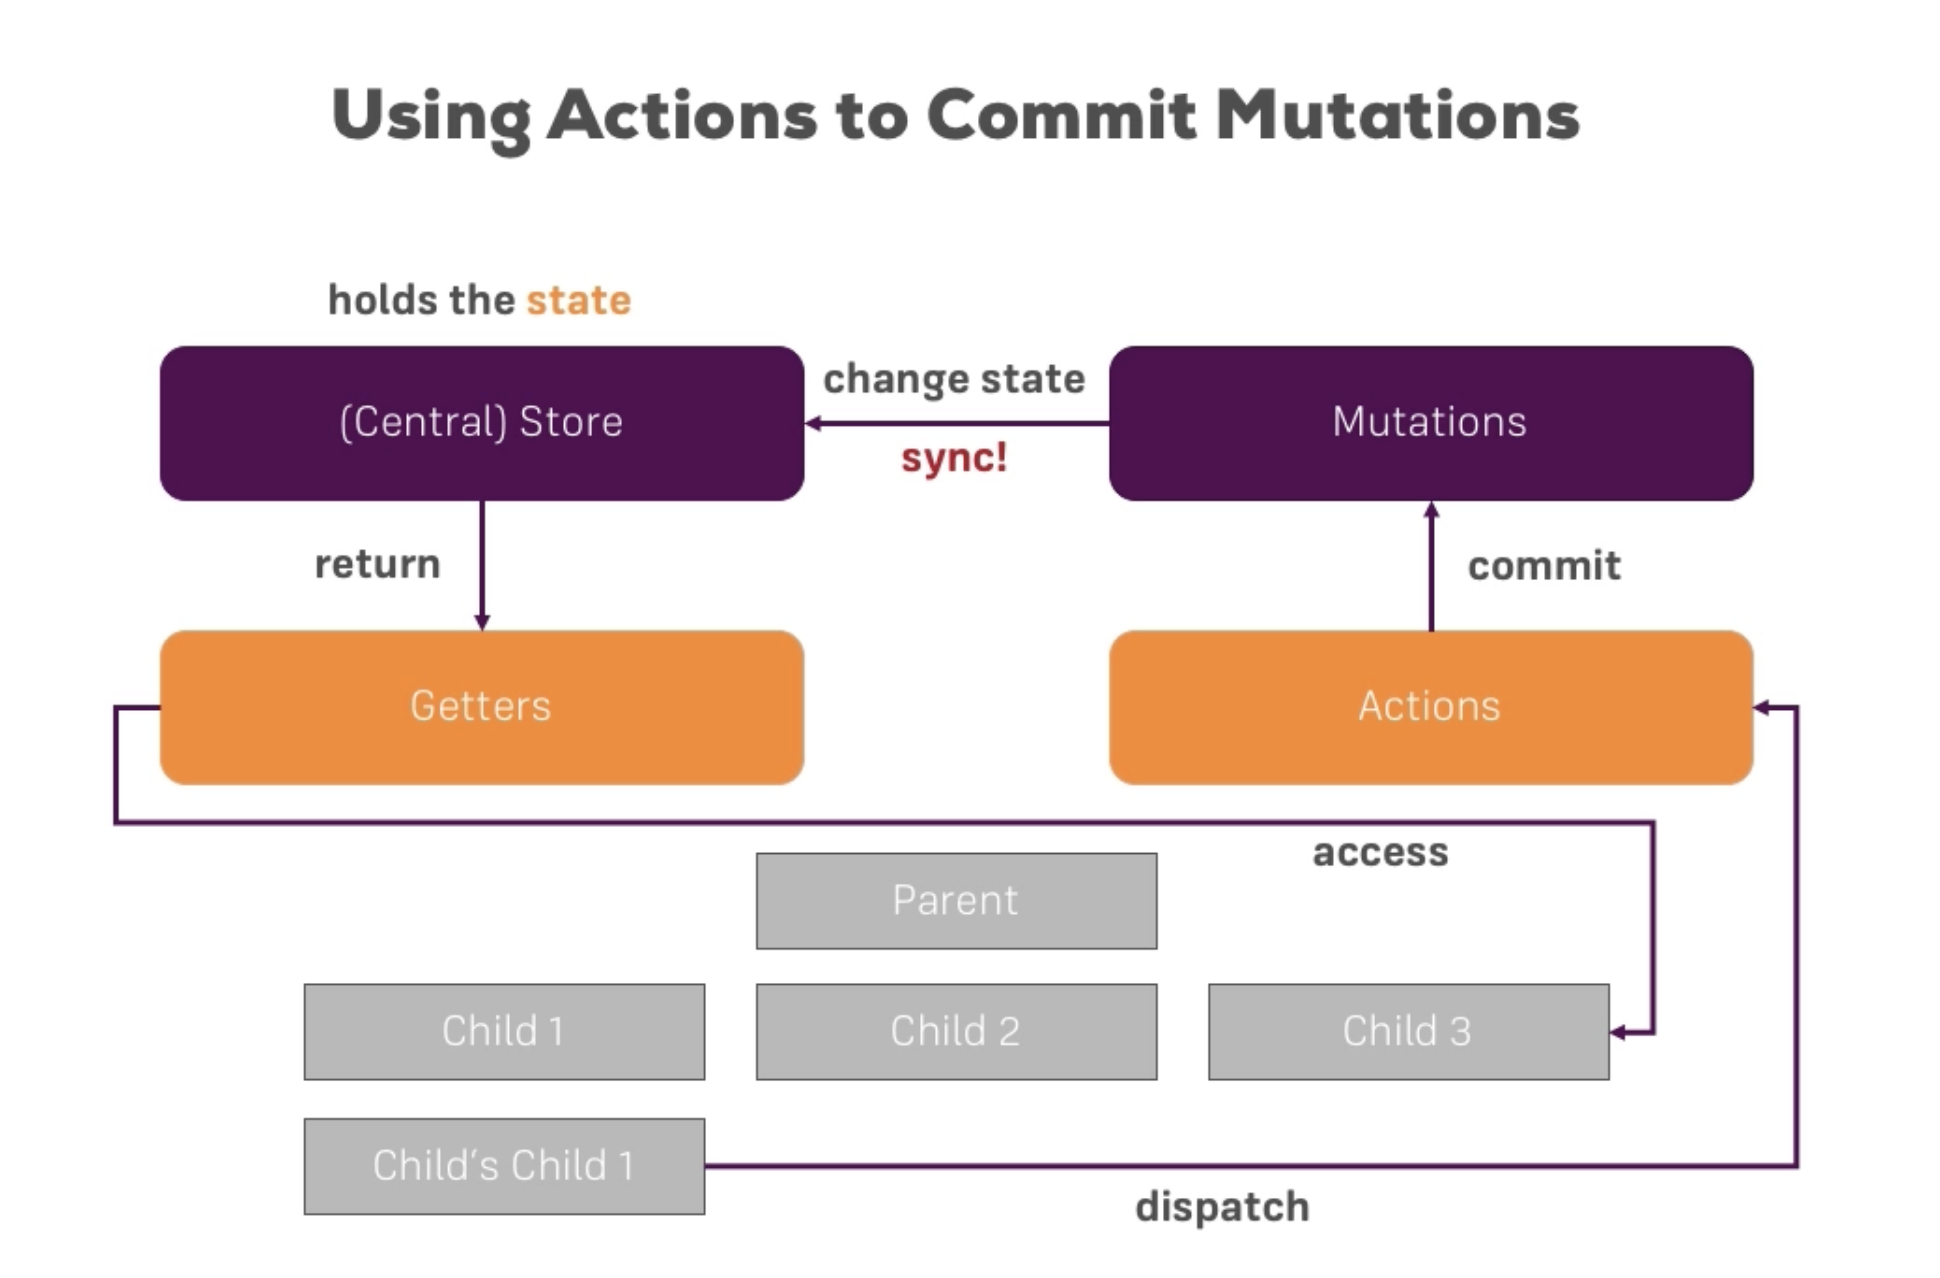 Using Actions to Commit Mutations
holds the state
(Central) Store
change state
sync!
Mutations
return
commit
Getters
Actions
access
Parent
Child 1
Child 2
Child 3
Child‘s Child 1
dispatch